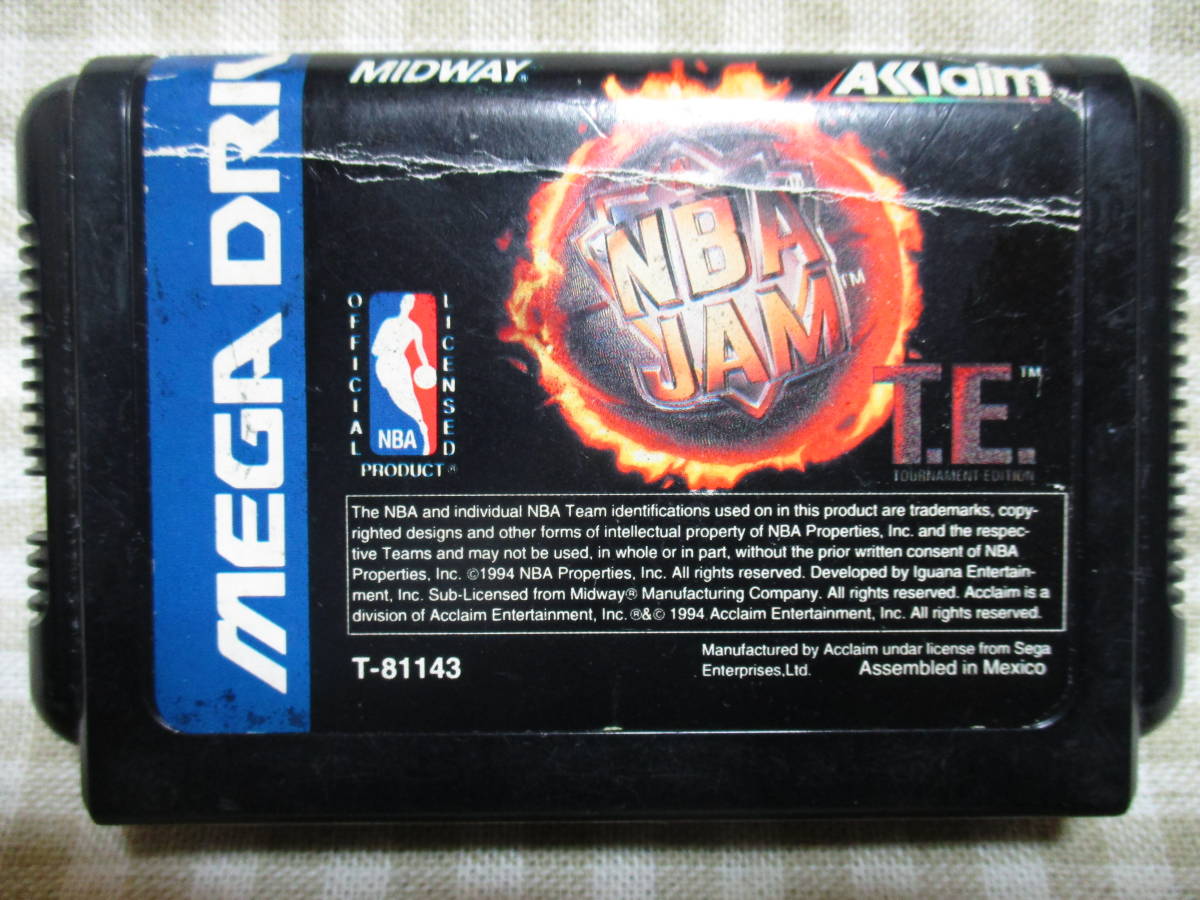 MEGA DRIV
MIDWAY®
Acclaim
NBA
JAM™
T.E.™
TOURNAMENT EDITION
OFFICIAL
LICENSED
NBA
PRODUCT®
The NBA and individual NBA Team identifications used on in this product are trademarks, copy-
righted designs and other forms of intellectual property of NBA Properties, Inc. and the respec-
tive Teams and may not be used, in whole or in part, without the prior written consent of NBA
Properties, Inc. ©1994 NBA Properties, Inc. All rights reserved. Developed by Iguana Entertain-
ment, Inc. Sub-Licensed from Midway® Manufacturing Company. All rights reserved. Acclaim is a
division of Acclaim Entertainment, Inc. ®&© 1994 Acclaim Entertainment, Inc. All rights reserved.
T-81143
Manufactured by Acclaim undar license from Sega
Enterprises,Ltd. Assembled in Mexico